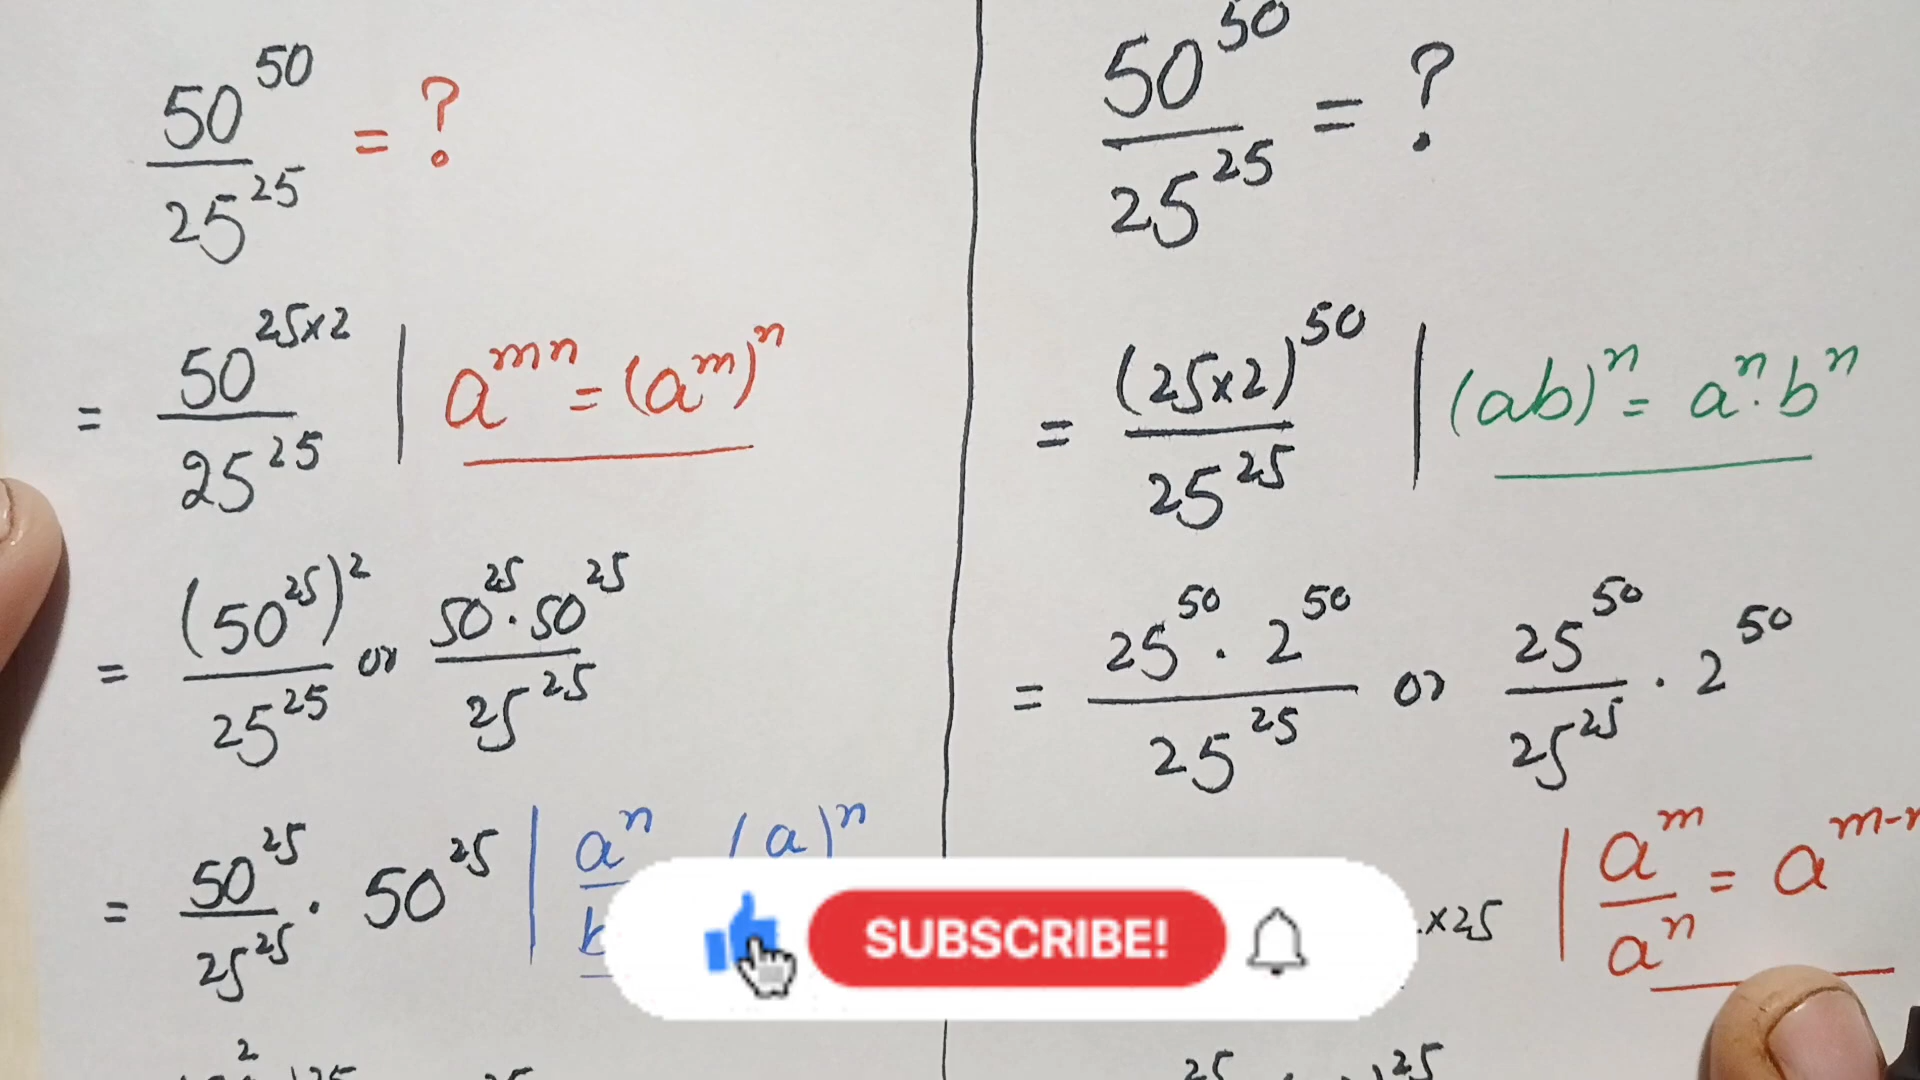 50^50 / 25^25 = ?
= 50^(25×2) / 25^25 | a^(mn) = (a^m)^n
= (50^25)^2 / 25^25 or 50^25 · 50^25 / 25^25
= 50^25 / 25^25 · 50^25 | a^n (a)^n
50^50 / 25^25 = ?
= (25×2)^50 / 25^25 | (ab)^n = a^n · b^n
= 25^50 · 2^50 / 25^25 or 25^50 / 25^25 · 2^50
×25 | a^m / a^n = a^(m-n
SUBSCRIBE!